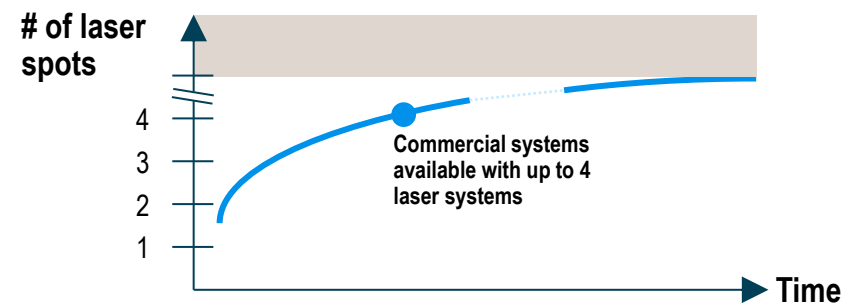 # of laser
spots
4
3
2
1
Commercial systems
available with up to 4
laser systems
Time